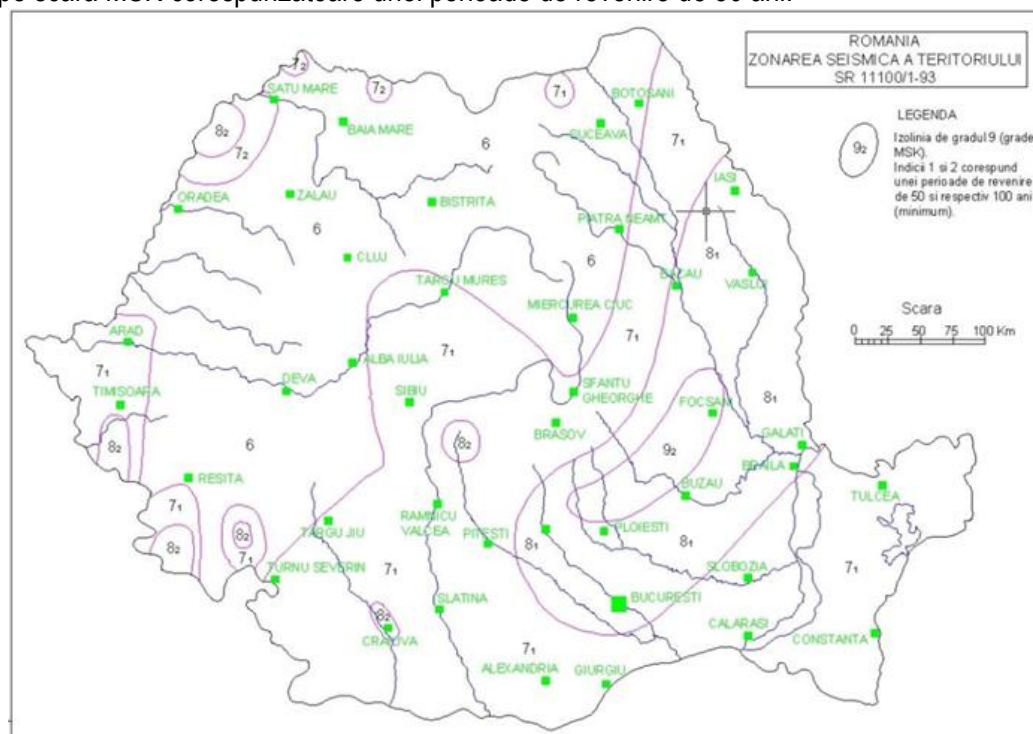 pe scara MSK corespunzatoare unei perioade de revenire de 50 ani.
ROMANIA
ZONAREA SEISMICA A TERITORIULUI
SR 11100/1-93
LEGENDA
9₂
Izolinia de gradul 9 (grade
MSK).
Indicii 1 si 2 corespund
unei perioade de revenire
de 50 si respectiv 100 ani
(minimum).
Scara
0 50 100 Km
7₂
SATU MARE
7₂
7₁
BOTOSANI
8₂
BAIA MARE
SUCEAVA
7₁
7₂
6
IASI
ORADEA
ZALAU
BISTRITA
PIATRA NEAMT
6
CLUJ
6
8₁
TARGU MURES
BACAU
VASLUI
MIERCUREA CIUC
ARAD
7₁
7₁
ALBA IULIA
7₁
DEVA
SIBIU
SFANTU
GHEORGHE
TIMISOARA
FOCSANI
8₁
BRASOV
8₂
6
8₂
9₂
GALATI
BRAILA
RESITA
BUZAU
TULCEA
7₁
RAMNICU
VALCEA
TARGU JIU
PITESTI
PLOIESTI
8₂
8₂
8₁
8₁
7₁
7₁
SLOBOZIA
7₁
TURNU SEVERIN
BUCURESTI
SLATINA
8₂
CRAIOVA
CALARASI
CONSTANTA
7₁
ALEXANDRIA
GIURGIU